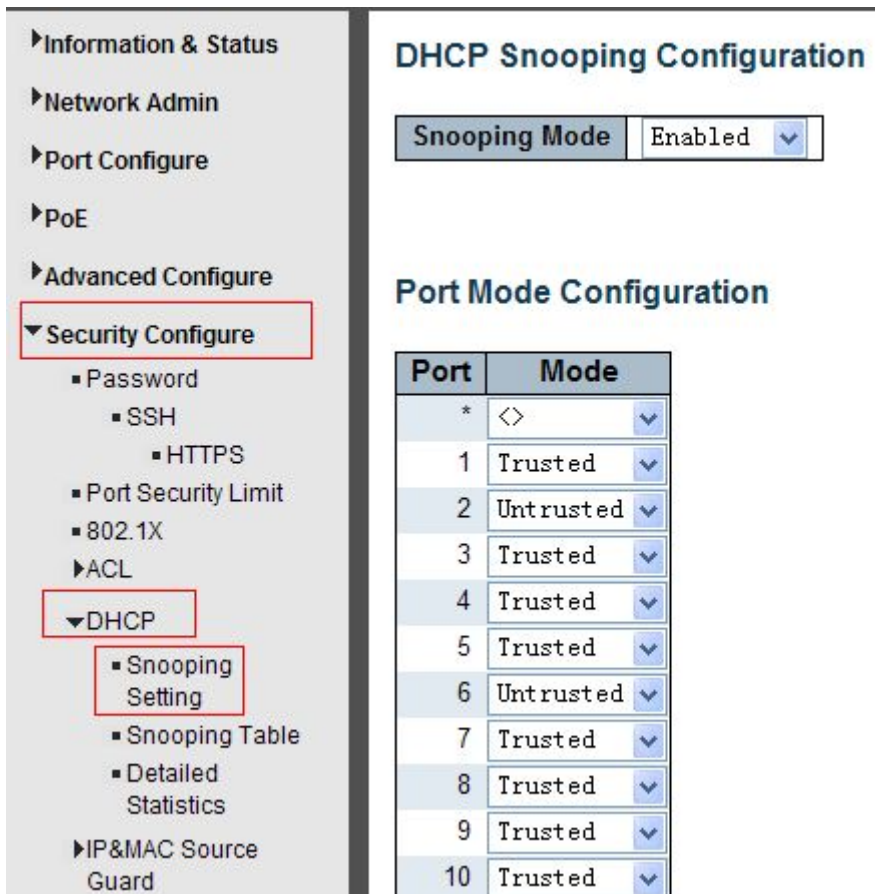 Information & Status
Network Admin
Port Configure
PoE
Advanced Configure
Security Configure
Password
SSH
HTTPS
Port Security Limit
802.1X
ACL
DHCP
Snooping
Setting
Snooping Table
Detailed
Statistics
IP&MAC Source
Guard
DHCP Snooping Configuration
Snooping Mode Enabled
Port Mode Configuration
Port Mode
* <>
1 Trusted
2 Untrusted
3 Trusted
4 Trusted
5 Trusted
6 Untrusted
7 Trusted
8 Trusted
9 Trusted
10 Trusted